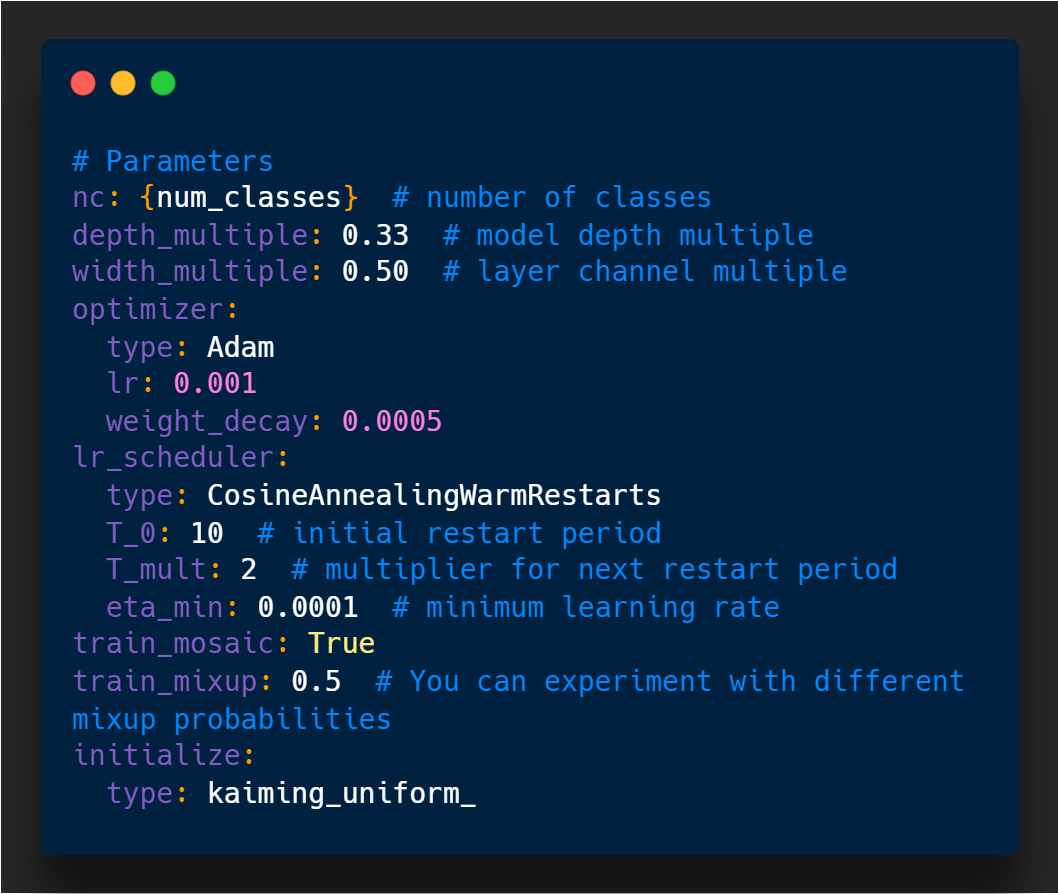 # Parameters
nc: {num_classes}  # number of classes
depth_multiple: 0.33  # model depth multiple
width_multiple: 0.50  # layer channel multiple
optimizer:
  type: Adam
  lr: 0.001
  weight_decay: 0.0005
lr_scheduler:
  type: CosineAnnealingWarmRestarts
  T_0: 10  # initial restart period
  T_mult: 2  # multiplier for next restart period
  eta_min: 0.0001  # minimum learning rate
train_mosaic: True
train_mixup: 0.5  # You can experiment with different
mixup probabilities
initialize:
  type: kaiming_uniform_